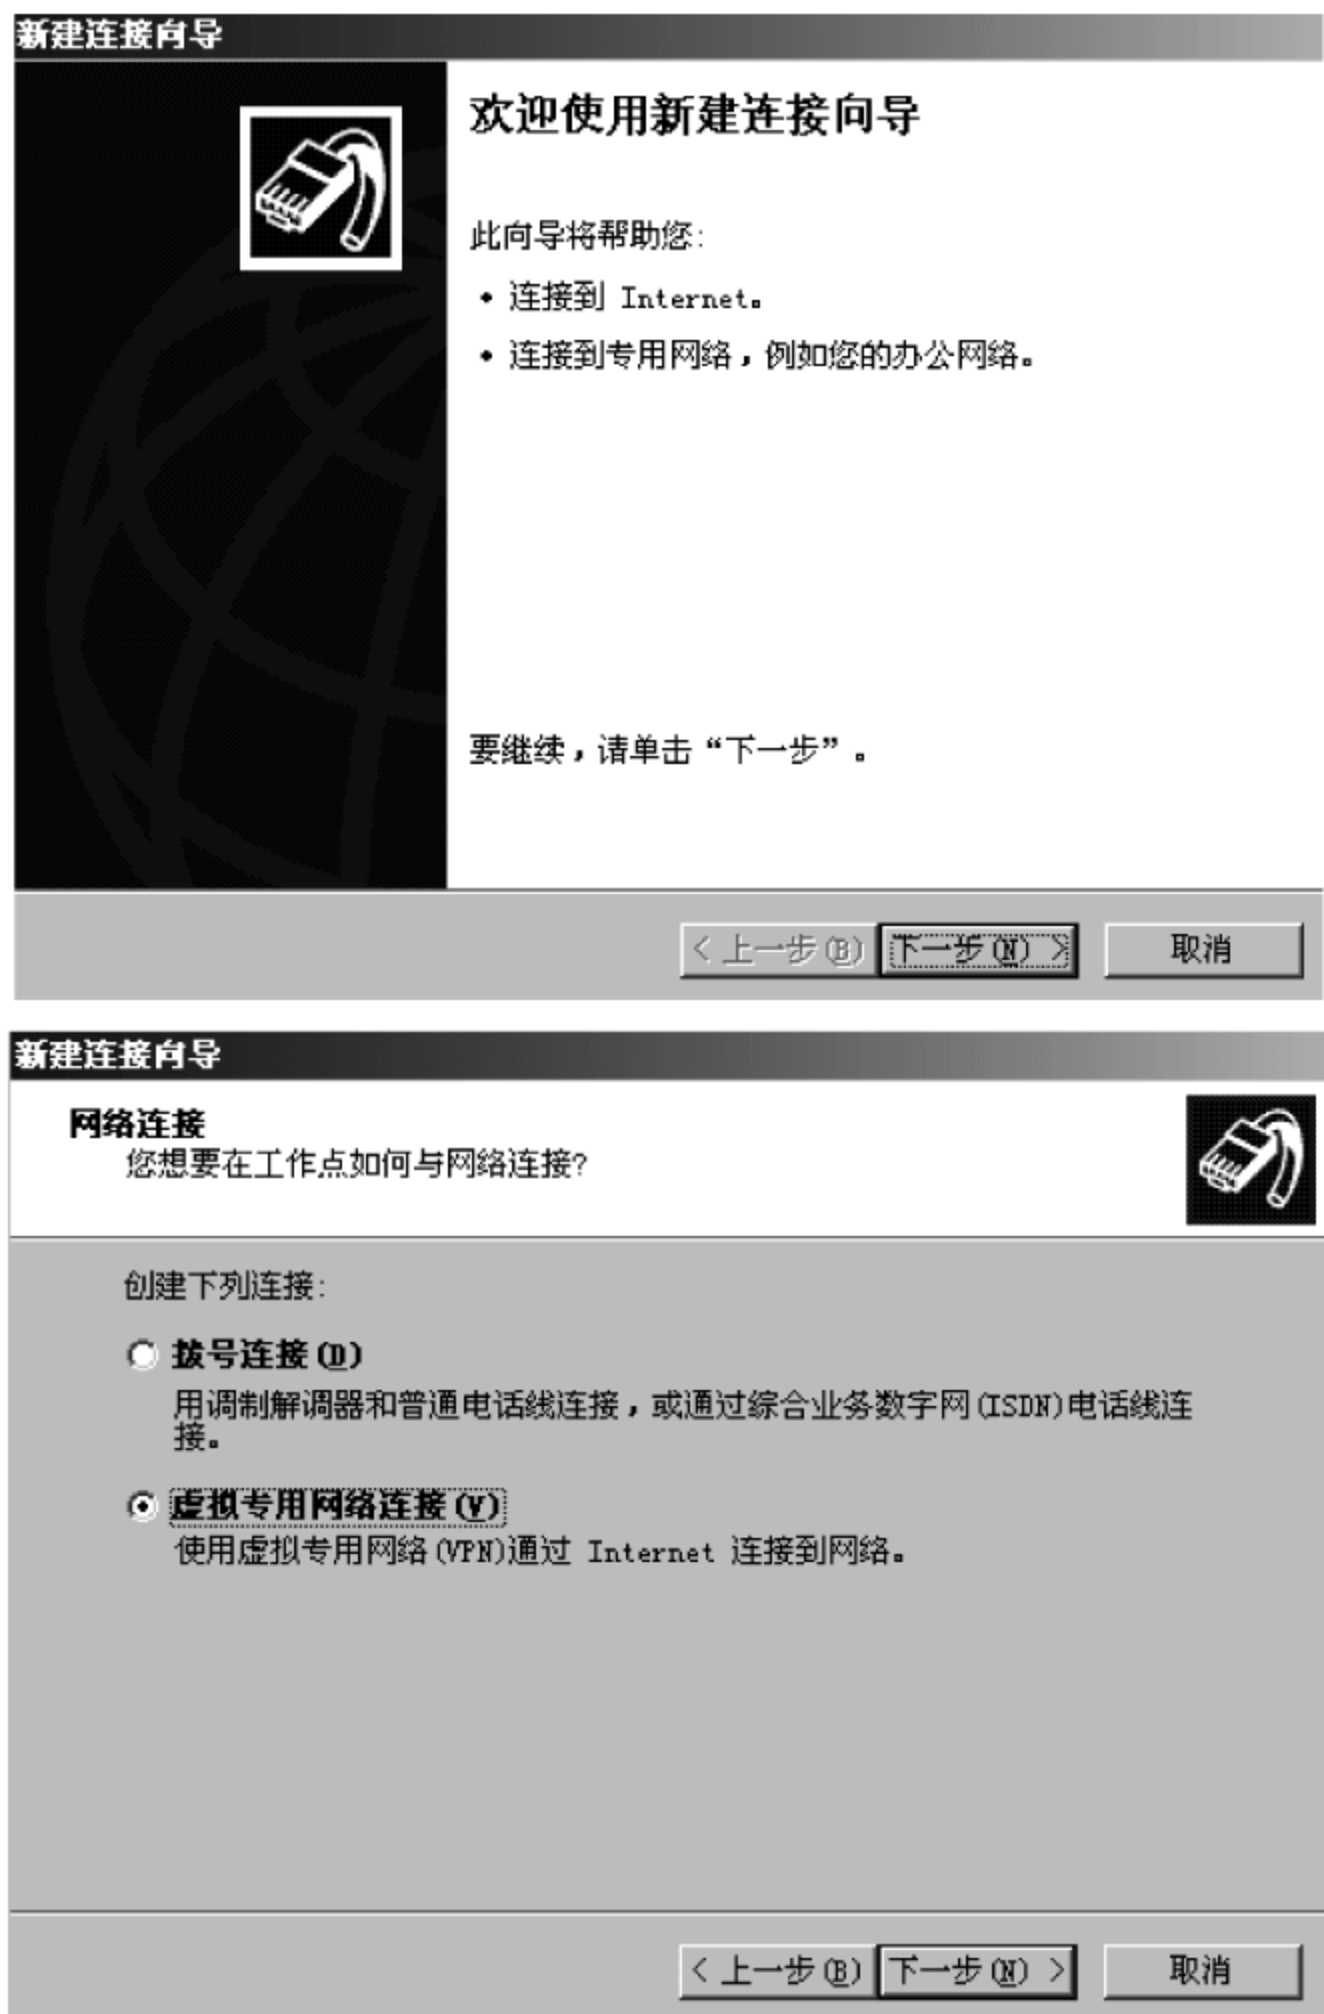 新建连接向导
欢迎使用新建连接向导
此向导将帮助您:
• 连接到 Internet。
• 连接到专用网络，例如您的办公网络。
要继续，请单击“下一步”。
< 上一步(B) 下一步(N) > 取消
新建连接向导
网络连接
您想要在工作点如何与网络连接?
创建下列连接:
拨号连接(D)
用调制解调器和普通电话线连接，或通过综合业务数字网(ISDN)电话线连
接。
虚拟专用网络连接(V)
使用虚拟专用网络(VPN)通过 Internet 连接到网络。
< 上一步(B) 下一步(N) > 取消